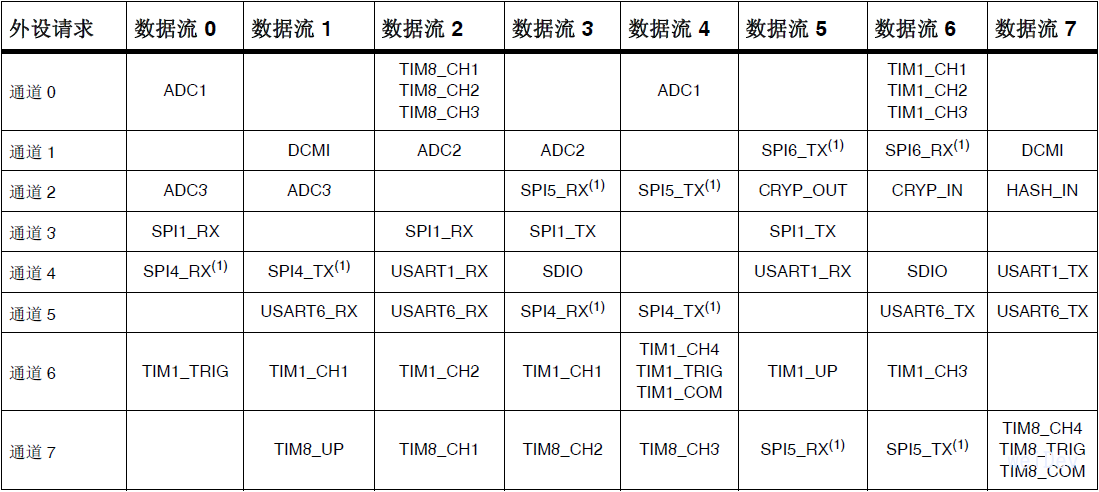 外设请求 数据流 0 数据流 1 数据流 2 数据流 3 数据流 4 数据流 5 数据流 6 数据流 7
通道 0 ADC1 TIM8_CH1 TIM8_CH2 TIM8_CH3 ADC1 TIM1_CH1 TIM1_CH2 TIM1_CH3
通道 1 DCMI ADC2 ADC2 SPI6_TX(1) SPI6_RX(1) DCMI
通道 2 ADC3 ADC3 SPI5_RX(1) SPI5_TX(1) CRYP_OUT CRYP_IN HASH_IN
通道 3 SPI1_RX SPI1_RX SPI1_TX SPI1_TX
通道 4 SPI4_RX(1) SPI4_TX(1) USART1_RX SDIO USART1_RX SDIO USART1_TX
通道 5 USART6_RX USART6_RX SPI4_RX(1) SPI4_TX(1) USART6_TX USART6_TX
通道 6 TIM1_TRIG TIM1_CH1 TIM1_CH2 TIM1_CH1 TIM1_CH4 TIM1_TRIG TIM1_COM TIM1_UP TIM1_CH3
通道 7 TIM8_UP TIM8_CH1 TIM8_CH2 TIM8_CH3 SPI5_RX(1) SPI5_TX(1) TIM8_CH4 TIM8_TRIG TIM8_COM